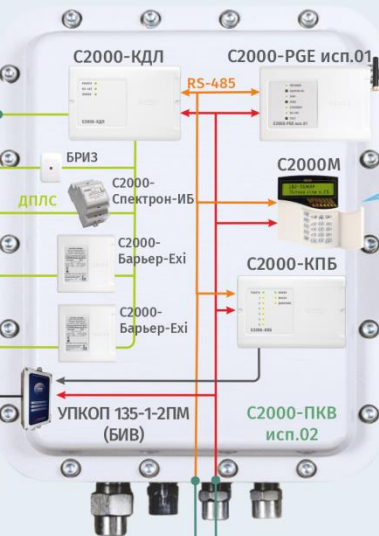 С2000-КДЛ
С2000-PGE исп.01
RS-485
БРИЗ
ДПЛС
С2000-
Спектрон-ИБ
С2000М
С2000-
Барьер-Exi
С2000-КПБ
С2000-
Барьер-Exi
УПКОП 135-1-2ПМ
(БИВ)
С2000-ПКВ
исп.02